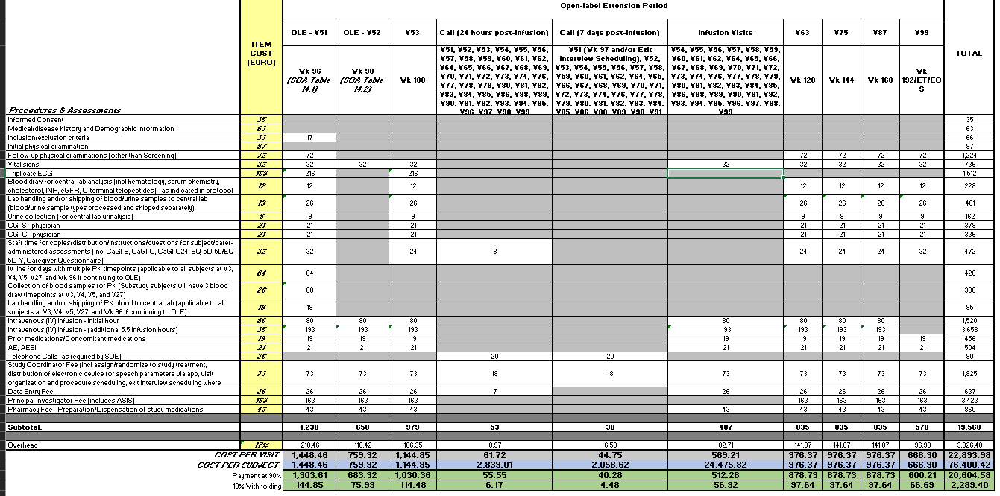 Open-label Extension Period
ITEM COST (EURO) OLE - V51 OLE - V52 V53 Call (24 hours post-infusion) Call (7 days post-infusion) Infusion Visits V63 V75 V87 V99 TOTAL
Wk 96 (SOA Table 14.1) Wk 98 (SOA Table 14.2) Wk 100
V51, V52, V53, V54, V55, V56,
V57, V58, V59, V60, V61, V62,
V64, V65, V66, V67, V68, V69,
V70, V71, V72, V73, V74, V76,
V77, V78, V79, V80, V81, V82,
V83, V84, V85, V86, V88, V89,
V90, V91, V92, V93, V94, V95,
V96, V97, V98, V99
V51 (Wk 97 and/or Exit
Interview Scheduling), V52,
V53, V54, V55, V56, V57, V58,
V59, V60, V61, V62, V64, V65,
V66, V67, V68, V69, V70, V71,
V72, V73, V74, V76, V77, V78,
V79, V80, V81, V82, V83, V84,
V85, V86, V88, V89, V90, V91
V54, V55, V56, V57, V58, V59,
V60, V61, V62, V64, V65, V66,
V67, V68, V69, V70, V71, V72,
V73, V74, V76, V77, V78, V79,
V80, V81, V82, V83, V84, V85,
V86, V88, V89, V90, V91, V92,
V93, V94, V95, V96, V97, V98,
V99
Wk 120 Wk 144 Wk 168 Wk 192/ET/EOS
Procedures & Assessments
Informed Consent 35 35
Medical/disease history and Demographic information 63 63
Inclusion/exclusion criteria 33 17 66
Initial physical examination 97 97
Follow-up physical examinations (other than Screening) 72 72 72 72 72 72 1,224
Vital signs 32 32 32 32 32 32 32 32 32 736
Triplicate ECG 216 216 1,512
Blood draw for central lab analysis (incl hematology, serum chemistry,
cholesterol, INR, eGFR, C-terminal telopeptides) - as indicated in protocol 12 12 12 12 12 12 12 228
Lab handling and/or shipping of blood/urine samples to central lab
(blood/urine sample types processed and shipped separately) 13 26 26 26 26 26 26 481
Urine collection (for central lab urinalysis) 9 9 9 9 9 9 9 162
CGI-S - physician 21 21 21 21 21 21 21 378
CGI-C - physician 21 21 21 21 21 21 21 336
Staff time for copies/distribution/instructions/questions for subject/carer-
administered assessments (incl CaGI-S, CaGI-C, CaGI-C24, EQ-5D-5L/EQ-
5D-Y, Caregiver Questionnaire) 32 32 24 8 24 24 24 32 472
IV line for days with multiple PK timepoints (applicable to all subjects at V3,
V4, V5, V27, and Wk 96 if continuing to OLE) 84 84 420
Collection of blood samples for PK (Substudy subjects will have 3 blood
draw timepoints at V3, V4, V5, and V27) 60 300
Lab handling and/or shipping of PK blood to central lab (applicable to all
subjects at V3, V4, V5, V27, and Wk 96 if continuing to OLE) 19 19 95
Intravenous (IV) infusion - initial hour 80 80 80 80 80 80 80 1,520
Intravenous (IV) infusion - (additional 5.5 infusion hours) 35 193 193 193 193 193 193 193 3,658
Prior medications/Concomitant medications 19 19 19 19 19 19 19 19 19 456
AE, AESI 21 21 21 21 21 21 21 21 21 504
Telephone Calls (as required by SOE) 26 20 20 80
Study Coordinator Fee (incl assign/randomize to study treatment,
distribution of electronic device for speech parameters via app, visit
organization and procedure scheduling, exit interview scheduling where 73 73 73 73 18 18 73 73 73 73 73 1,825
Data Entry Fee 26 26 26 26 7 26 26 26 26 26 637
Principal Investigator Fee (includes ASIS) 163 163 163 163 163 163 163 163 163 3,423
Pharmacy Fee - Preparation/Dispensation of study medications 43 43 43 43 43 43 43 43 860
Subtotal: 1,238 650 979 53 38 487 835 835 835 570 19,568
Overhead 17% 210.46 110.42 166.35 8.97 6.50 82.71 141.87 141.87 141.87 96.90 3,326.48
COST PER VISIT 1,448.46 759.92 1,144.85 61.72 44.75 569.21 976.37 976.37 976.37 666.90 22,893.98
COST PER SUBJECT 1,448.46 759.92 1,144.85 2,839.01 2,058.62 24,475.82 976.37 976.37 976.37 666.90 76,400.42
Payment at 90% 1,303.61 683.92 1,030.36 55.55 40.28 512.28 878.73 878.73 878.73 600.21 20,604.58
10% Withholding 144.85 75.99 114.48 6.17 4.48 56.92 97.64 97.64 97.64 66.69 2,289.40